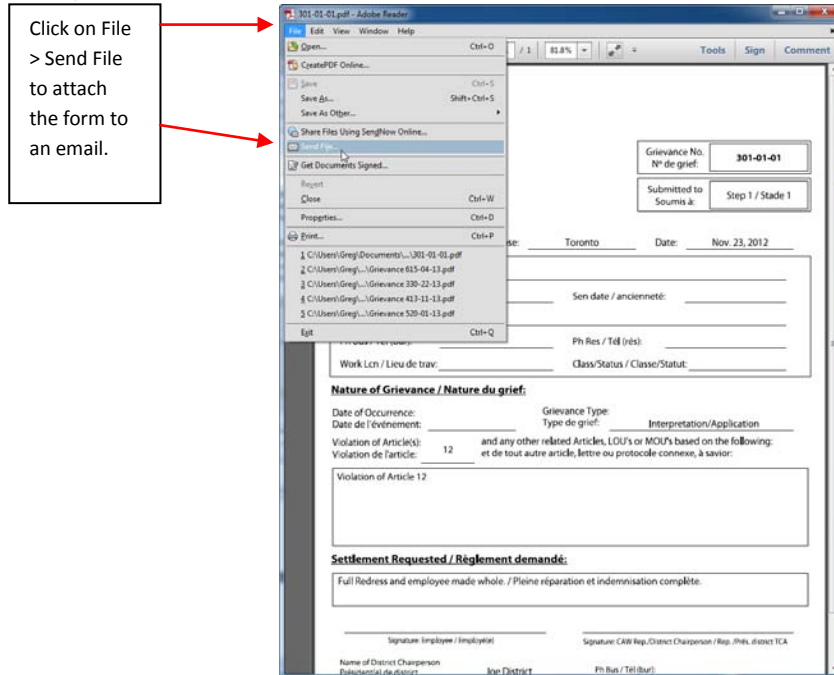 Click on File
> Send File
to attach
the form to
an email.
301-01-01.pdf - Adobe Reader
File Edit View Window Help
Open... Ctrl+O
CreatePDF Online...
Save Ctrl+S
Save As... Shift+Ctrl+S
Save As Other...
Share Files Using SendNow Online...
Send File...
Get Documents Signed...
Revert
Close Ctrl+W
Properties... Ctrl+D
Print... Ctrl+P
1 C:\Users\Greg\Documents\...\301-01-01.pdf
2 C:\Users\Greg\...\Grievance 615-04-13.pdf
3 C:\Users\Greg\...\Grievance 330-22-13.pdf
4 C:\Users\Greg\...\Grievance 413-11-13.pdf
5 C:\Users\Greg\...\Grievance 520-01-13.pdf
Exit Ctrl+Q
/ 1 81.8% Tools Sign Comment
Grievance No.
Nº de grief: 301-01-01
Submitted to
Soumis à: Step 1 / Stade 1
Toronto Date: Nov. 23, 2012
Sen date / ancienneté:
Ph Res / Tél (rés):
Work Lcn / Lieu de trav: Class/Status / Classe/Statut:
Nature of Grievance / Nature du grief:
Date of Occurrence: Grievance Type:
Date de l'événement: Type de grief: Interpretation/Application
Violation of Article(s): and any other related Articles, LOU's or MOU's based on the following:
Violation de l'article: 12 et de tout autre article, lettre ou protocole connexe, à savior:
Violation of Article 12
Settlement Requested / Règlement demandé:
Full Redress and employee made whole. / Pleine réparation et indemnisation complète.
Signature: Employee / Employé(e) Signature: CAW Rep./District Chairperson / Rep. /Prés. district TCA
Name of District Chairperson
Président(e) de district Joe District Ph Bus / Tél (bur):